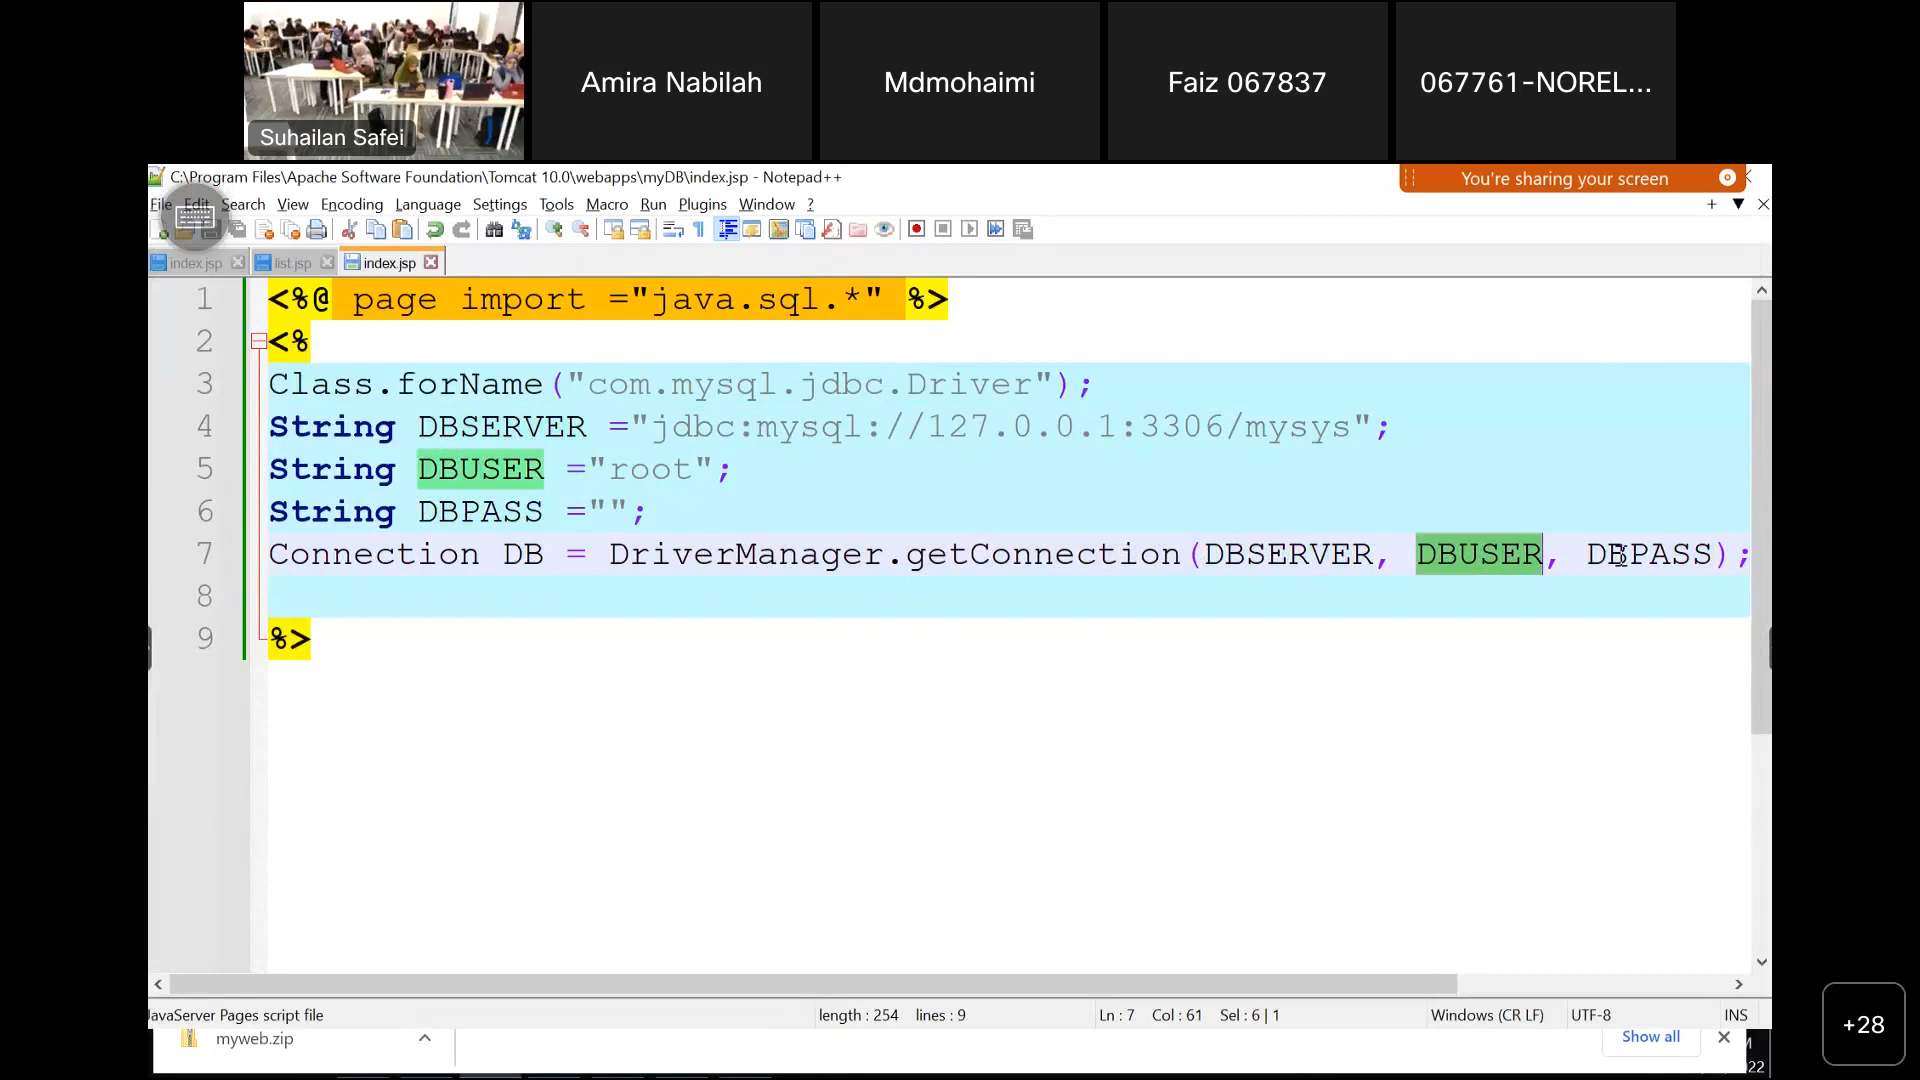 Suhailan Safei
Amira Nabilah
Mdmohaimi
Faiz 067837
067761-NOREL...
C:\Program Files\Apache Software Foundation\Tomcat 10.0\webapps\myDB\index.jsp - Notepad++
You're sharing your screen
File Edit Search View Encoding Language Settings Tools Macro Run Plugins Window ?
index.jsp list.jsp index.jsp
1 <%@ page import ="java.sql.*" %>
2 <%
3 Class.forName("com.mysql.jdbc.Driver");
4 String DBSERVER ="jdbc:mysql://127.0.0.1:3306/mysys";
5 String DBUSER ="root";
6 String DBPASS ="";
7 Connection DB = DriverManager.getConnection(DBSERVER, DBUSER, DBPASS);
8
9 %>
JavaServer Pages script file length : 254 lines : 9 Ln : 7 Col : 61 Sel : 6 | 1 Windows (CR LF) UTF-8 INS
myweb.zip
Show all
+28